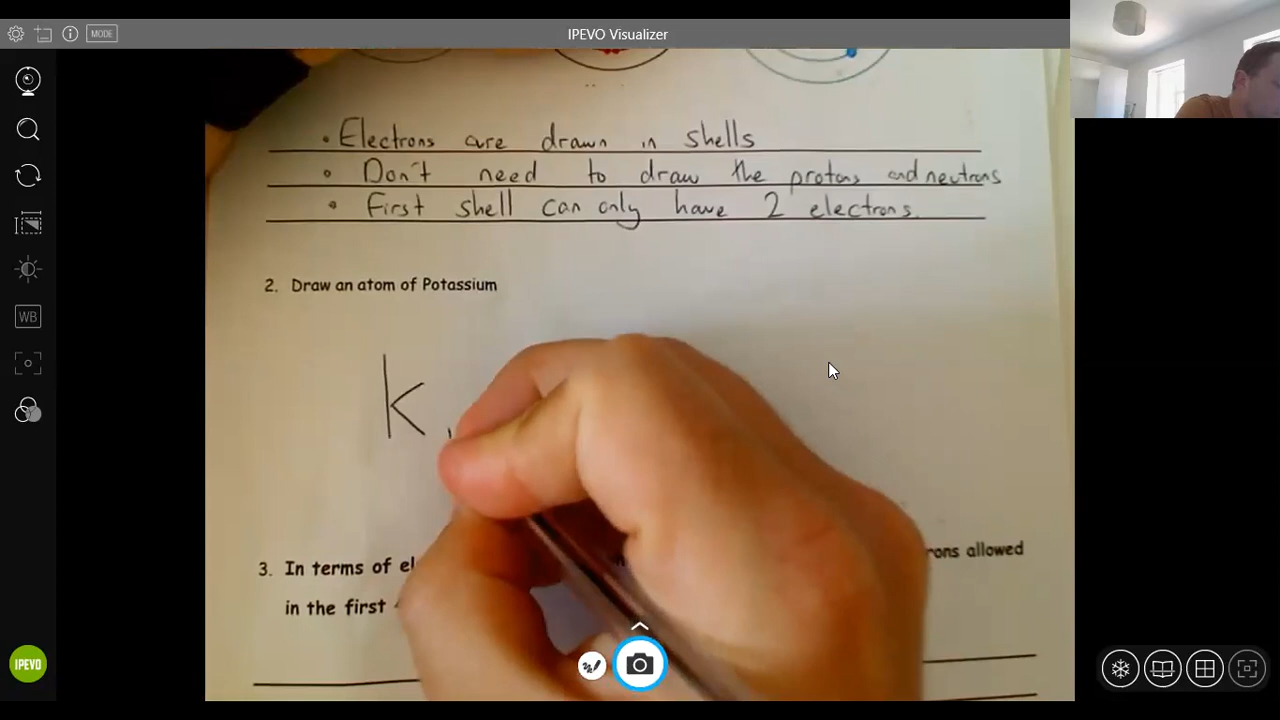 MODE
IPEVO Visualizer
• Electrons are drawn in shells
• Don't need to draw the protons and neutrons
• First shell can only have 2 electrons.
2. Draw an atom of Potassium
K
3. In terms of
rons allowed
in the first
WB
IPEVO